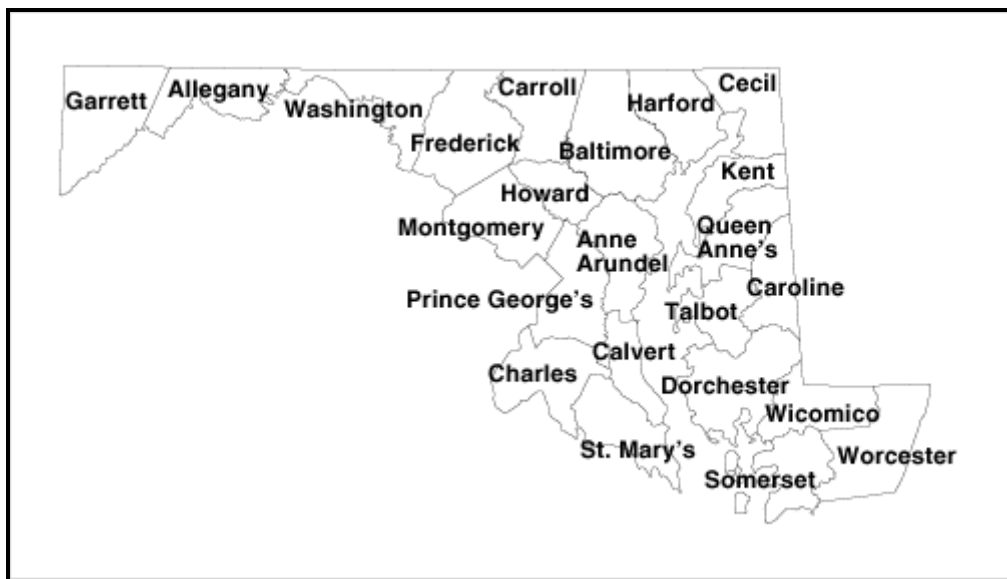 Garrett
Allegany
Washington
Frederick
Carroll
Baltimore
Harford
Cecil
Kent
Howard
Montgomery
Queen
Anne's
Anne
Arundel
Prince George's
Caroline
Talbot
Calvert
Charles
Dorchester
Wicomico
St. Mary's
Somerset
Worcester